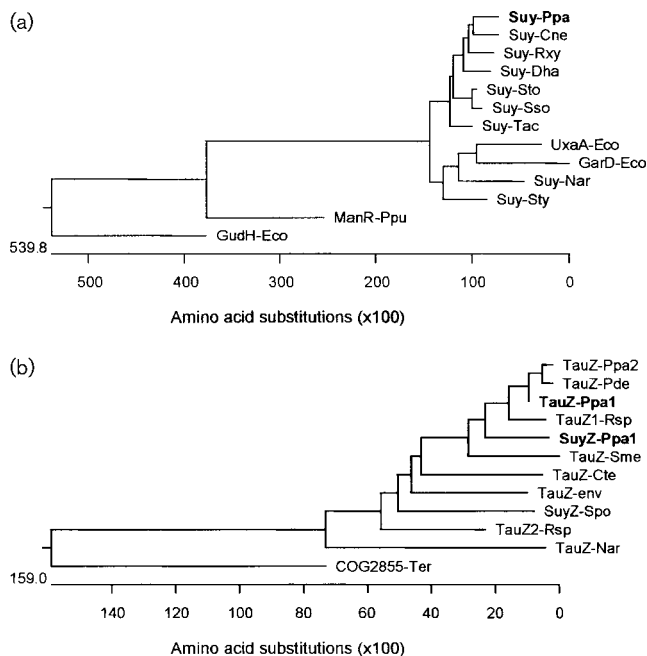 (a)
Suy-Ppa
Suy-Cne
Suy-Rxy
Suy-Dha
Suy-Sto
Suy-Sso
Suy-Tac
UxaA-Eco
GarD-Eco
Suy-Nar
Suy-Sty
ManR-Ppu
GudH-Eco
539.8
500 400 300 200 100 0
Amino acid substitutions (x100)
(b)
TauZ-Ppa2
TauZ-Pde
TauZ-Ppa1
TauZ1-Rsp
SuyZ-Ppa1
TauZ-Sme
TauZ-Cte
TauZ-env
SuyZ-Spo
TauZ2-Rsp
TauZ-Nar
COG2855-Ter
159.0
140 120 100 80 60 40 20 0
Amino acid substitutions (x100)